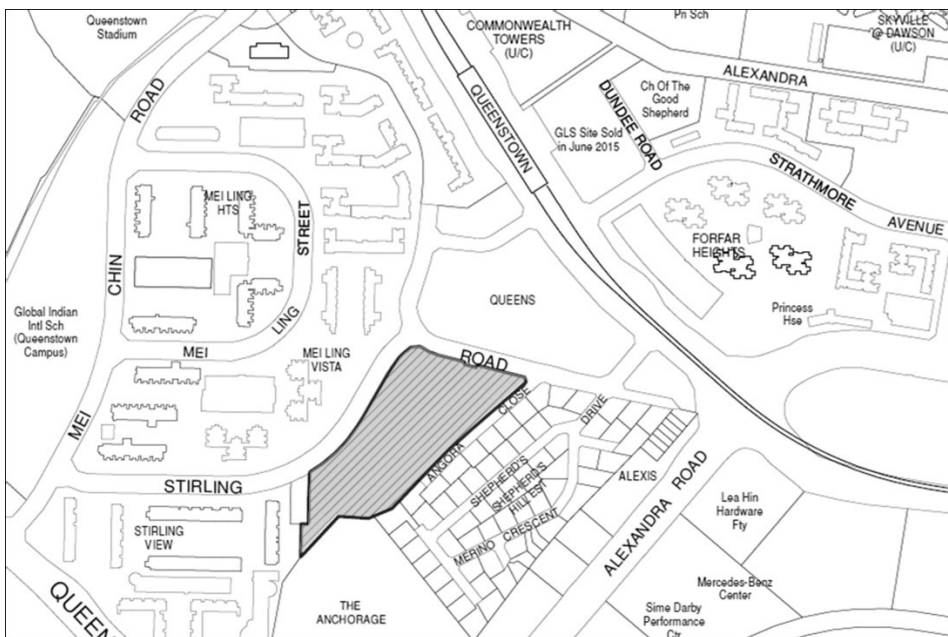 Queenstown
Stadium
COMMONWEALTH
TOWERS
(U/C)
Pn Sch
SKYVILLE
@ DAWSON
(U/C)
ALEXANDRA
Ch Of The
Good
Shepherd
DUNDEE ROAD
QUEENSTOWN
GLS Site Sold
in June 2015
STRATHMORE
AVENUE
ROAD
MEI LING
HTS
STREET
CHIN
FORFAR
HEIGHTS
Princess
Hse
QUEENS
Global Indian
Intl Sch
(Queenstown
Campus)
LING
MEI
MEI LING
VISTA
ROAD
MEI
CLOSE
DRIVE
ANGORA
SHEPHERD'S
SHEPHERD'S
HILL EST
ALEXIS
MERINO CRESCENT
ALEXANDRA ROAD
STIRLING
STIRLING
VIEW
Lea Hin
Hardware
Fty
Mercedes-Benz
Center
THE
ANCHORAGE
Sime Darby
Performance
Ctr
QUEEN